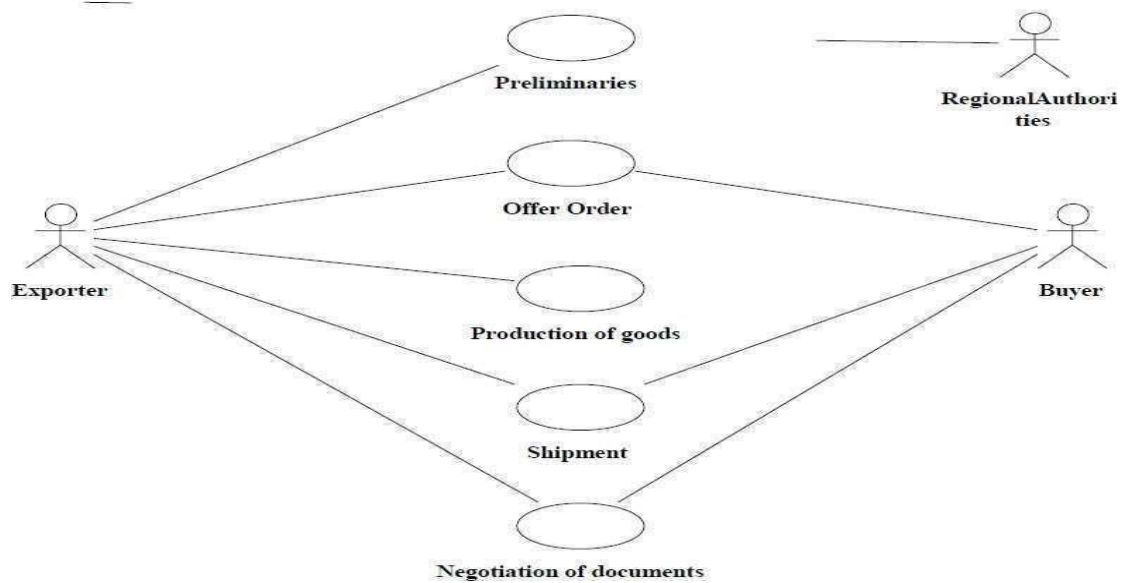 Preliminaries
RegionalAuthori
ties
Offer Order
Exporter
Buyer
Production of goods
Shipment
Negotiation of documents